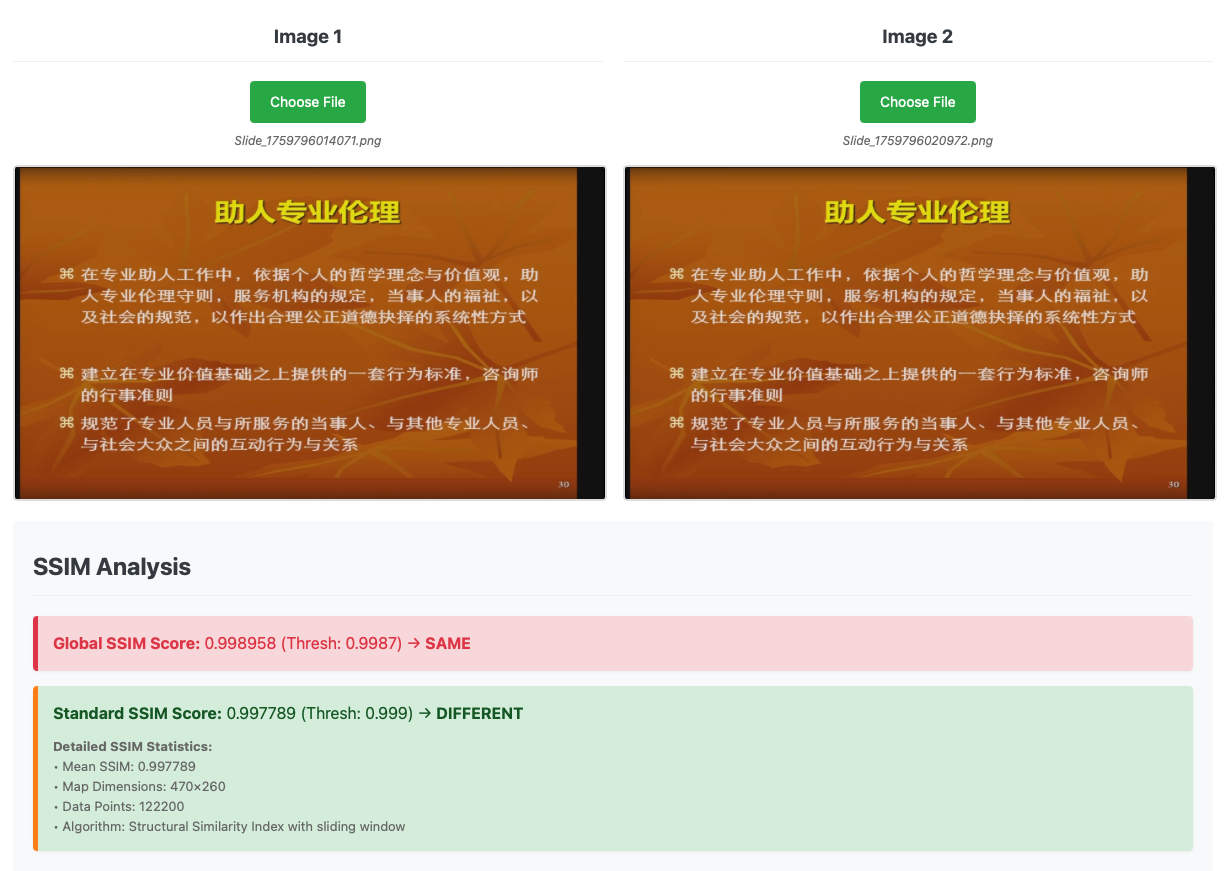 Image 1
Choose File
Slide_1759796014071.png
助人专业伦理
⌘ 在专业助人工作中，依据个人的哲学理念与价值观，助
人专业伦理守则，服务机构的规定，当事人的福祉，以
及社会的规范，以作出合理公正道德抉择的系统性方式
⌘ 建立在专业价值基础之上提供的一套行为标准，咨询师
的行事准则
⌘ 规范了专业人员与所服务的当事人、与其他专业人员、
与社会大众之间的互动行为与关系
30
Image 2
Choose File
Slide_1759796020972.png
助人专业伦理
⌘ 在专业助人工作中，依据个人的哲学理念与价值观，助
人专业伦理守则，服务机构的规定，当事人的福祉，以
及社会的规范，以作出合理公正道德抉择的系统性方式
⌘ 建立在专业价值基础之上提供的一套行为标准，咨询师
的行事准则
⌘ 规范了专业人员与所服务的当事人、与其他专业人员、
与社会大众之间的互动行为与关系
30
SSIM Analysis
Global SSIM Score: 0.998958 (Thresh: 0.9987) → SAME
Standard SSIM Score: 0.997789 (Thresh: 0.999) → DIFFERENT
Detailed SSIM Statistics:
• Mean SSIM: 0.997789
• Map Dimensions: 470×260
• Data Points: 122200
• Algorithm: Structural Similarity Index with sliding window